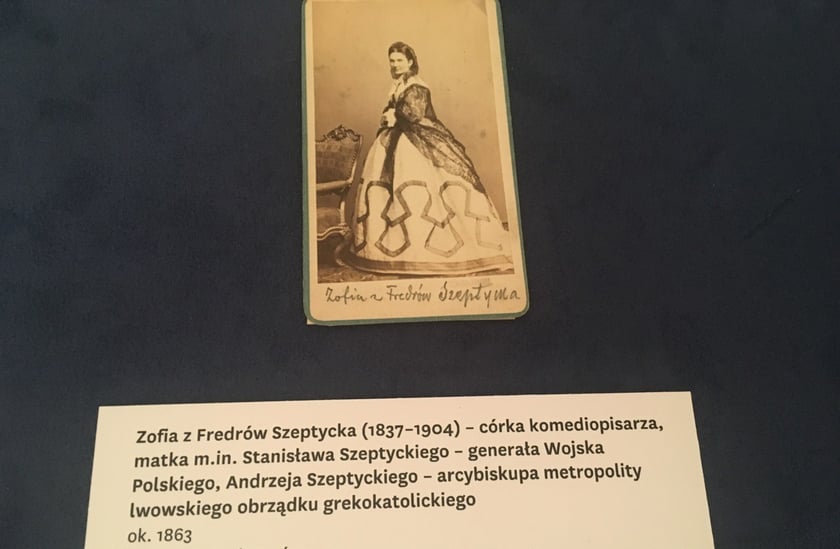 Zofia z Fredrów Szeptycka
Zofia z Fredrów Szeptycka (1837–1904) – córka komediopisarza,
matka m.in. Stanisława Szeptyckiego – generała Wojska
Polskiego, Andrzeja Szeptyckiego – arcybiskupa metropolity
lwowskiego obrządku grekokatolickiego
ok. 1863